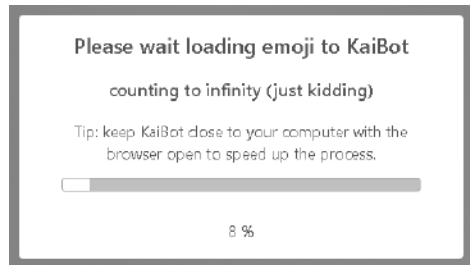 Please wait loading emoji to KaiBot
counting to infinity (just kidding)
Tip: keep KaiBot close to your computer with the
browser open to speed up the process.
8 %